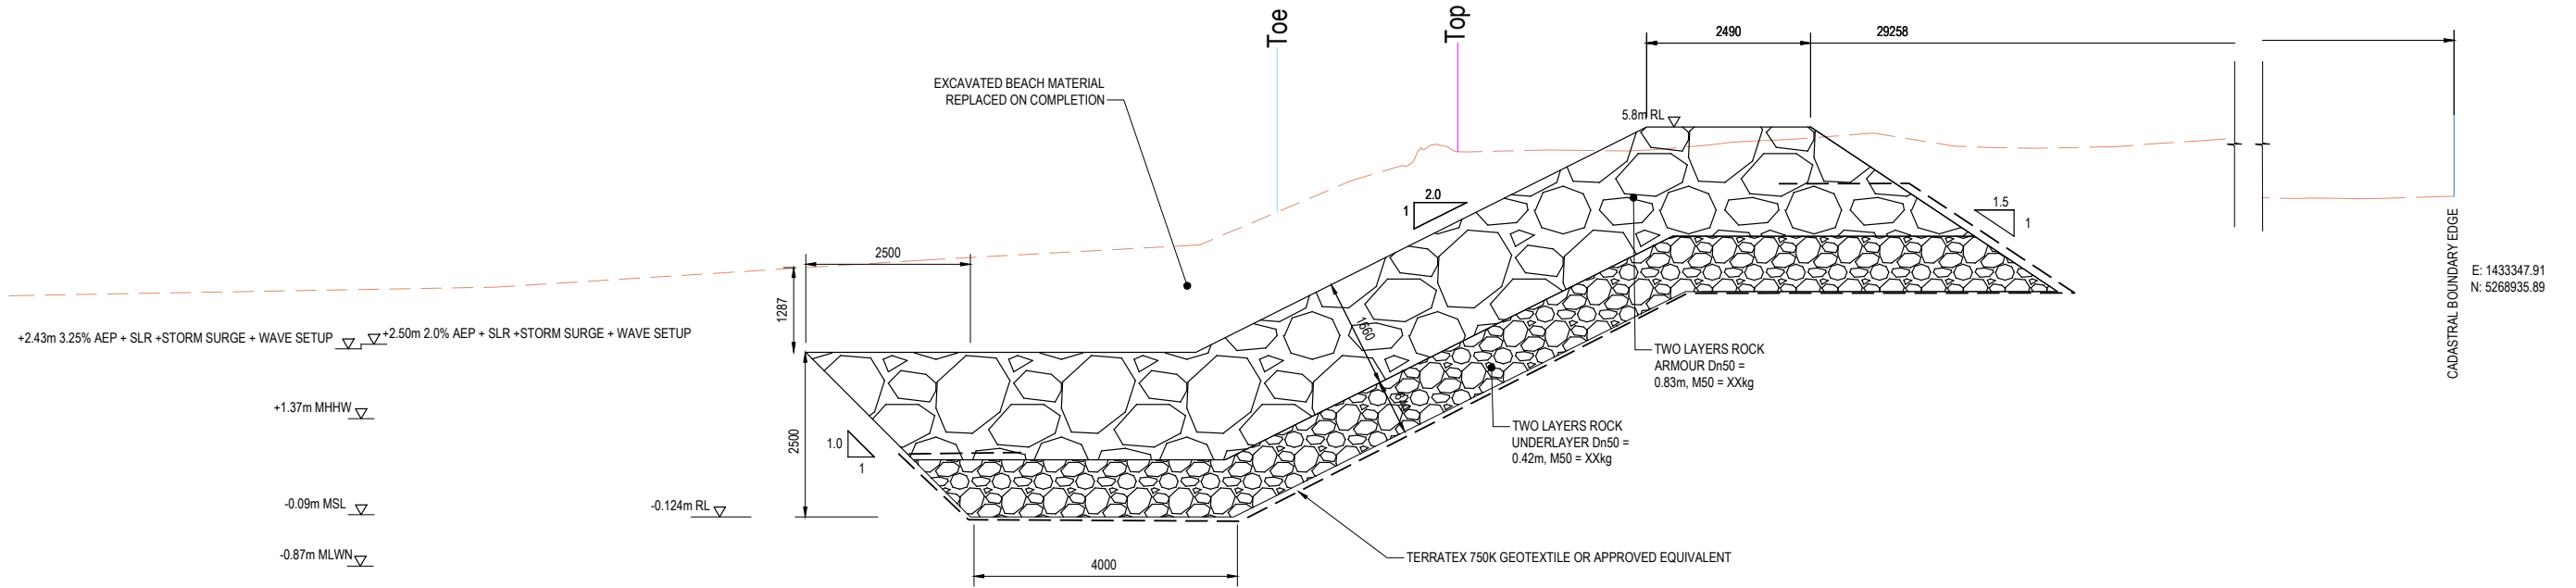 Toe
Top
2490
29258
EXCAVATED BEACH MATERIAL
REPLACED ON COMPLETION
5.8m RL
2.0
1
1.5
1
2500
1287
CADASTRAL BOUNDARY EDGE
E: 1433347.91
N: 5268935.89
+2.43m 3.25% AEP + SLR +STORM SURGE + WAVE SETUP
+2.50m 2.0% AEP + SLR +STORM SURGE + WAVE SETUP
1660
TWO LAYERS ROCK
ARMOUR Dn50 =
0.83m, M50 = XXkg
+1.37m MHHW
1.0
1
2500
TWO LAYERS ROCK
UNDERLAYER Dn50 =
0.42m, M50 = XXkg
-0.09m MSL
-0.124m RL
-0.87m MLWN
4000
TERRATEX 750K GEOTEXTILE OR APPROVED EQUIVALENT